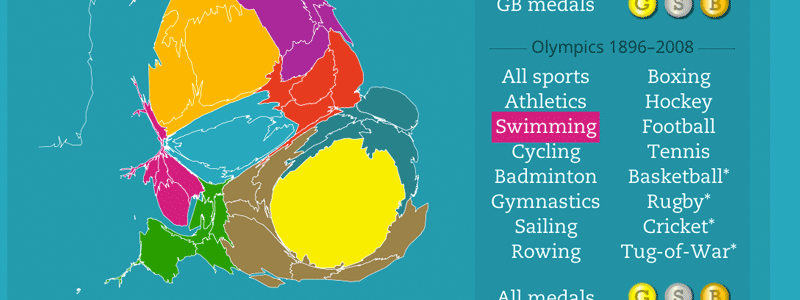 GB medals G S B
Olympics 1896–2008
All sports
Athletics
Swimming
Cycling
Badminton
Gymnastics
Sailing
Rowing
Boxing
Hockey
Football
Tennis
Basketball*
Rugby*
Cricket*
Tug-of-War*
All medals G S B